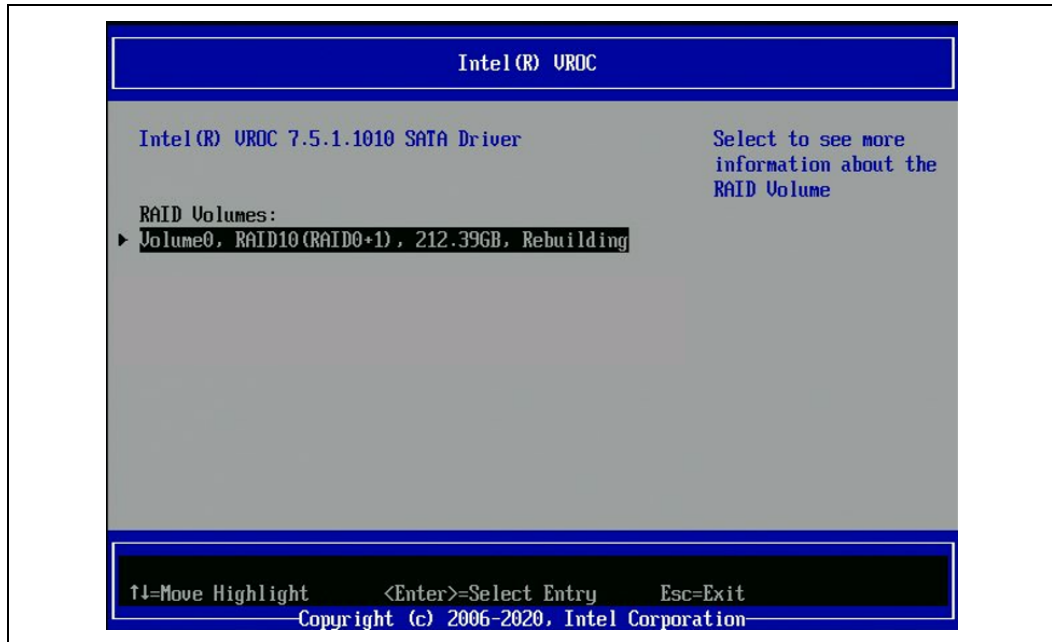 Intel(R) VROC
Intel(R) VROC 7.5.1.1010 SATA Driver
Select to see more
information about the
RAID Volume
RAID Volumes:
Volume0, RAID10(RAID0+1), 212.39GB, Rebuilding
↑↓=Move Highlight <Enter>=Select Entry Esc=Exit
Copyright (c) 2006-2020, Intel Corporation